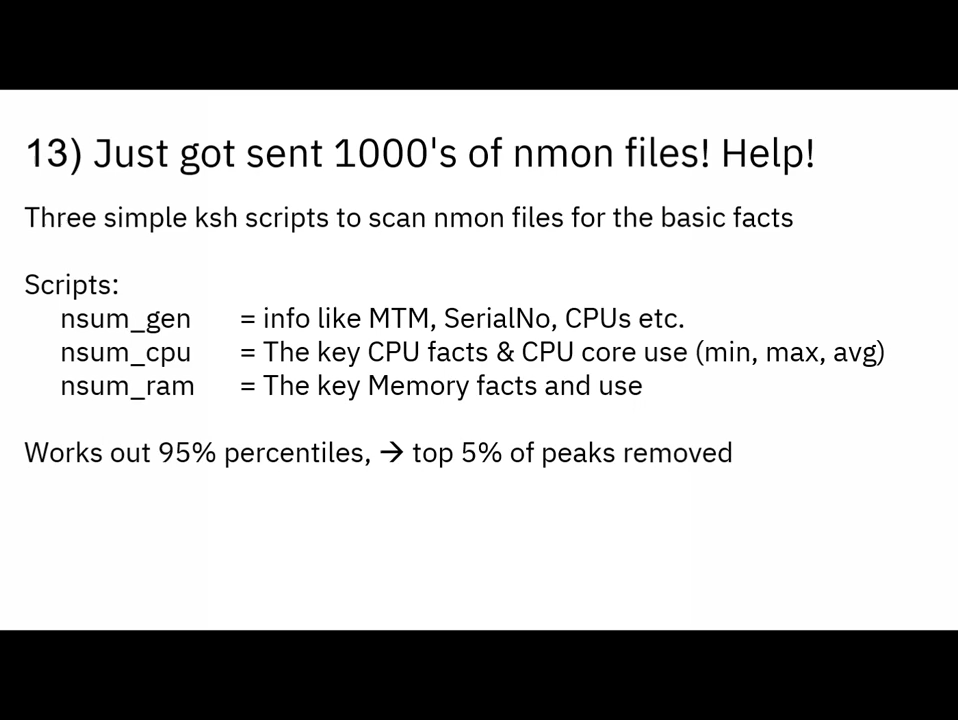 13) Just got sent 1000's of nmon files! Help!
Three simple ksh scripts to scan nmon files for the basic facts
Scripts:
nsum_gen = info like MTM, SerialNo, CPUs etc.
nsum_cpu = The key CPU facts & CPU core use (min, max, avg)
nsum_ram = The key Memory facts and use
Works out 95% percentiles, → top 5% of peaks removed